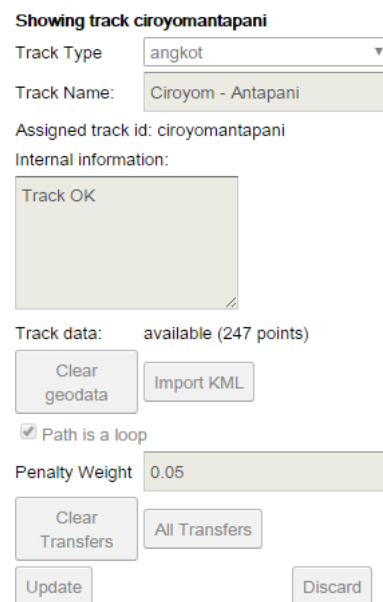 Showing track ciroyomantapani
Track Type angkot
Track Name: Ciroyom - Antapani
Assigned track id: ciroyomantapani
Internal information:
Track OK
Track data: available (247 points)
Clear
geodata
Import KML
Path is a loop
Penalty Weight 0.05
Clear
Transfers
All Transfers
Update Discard